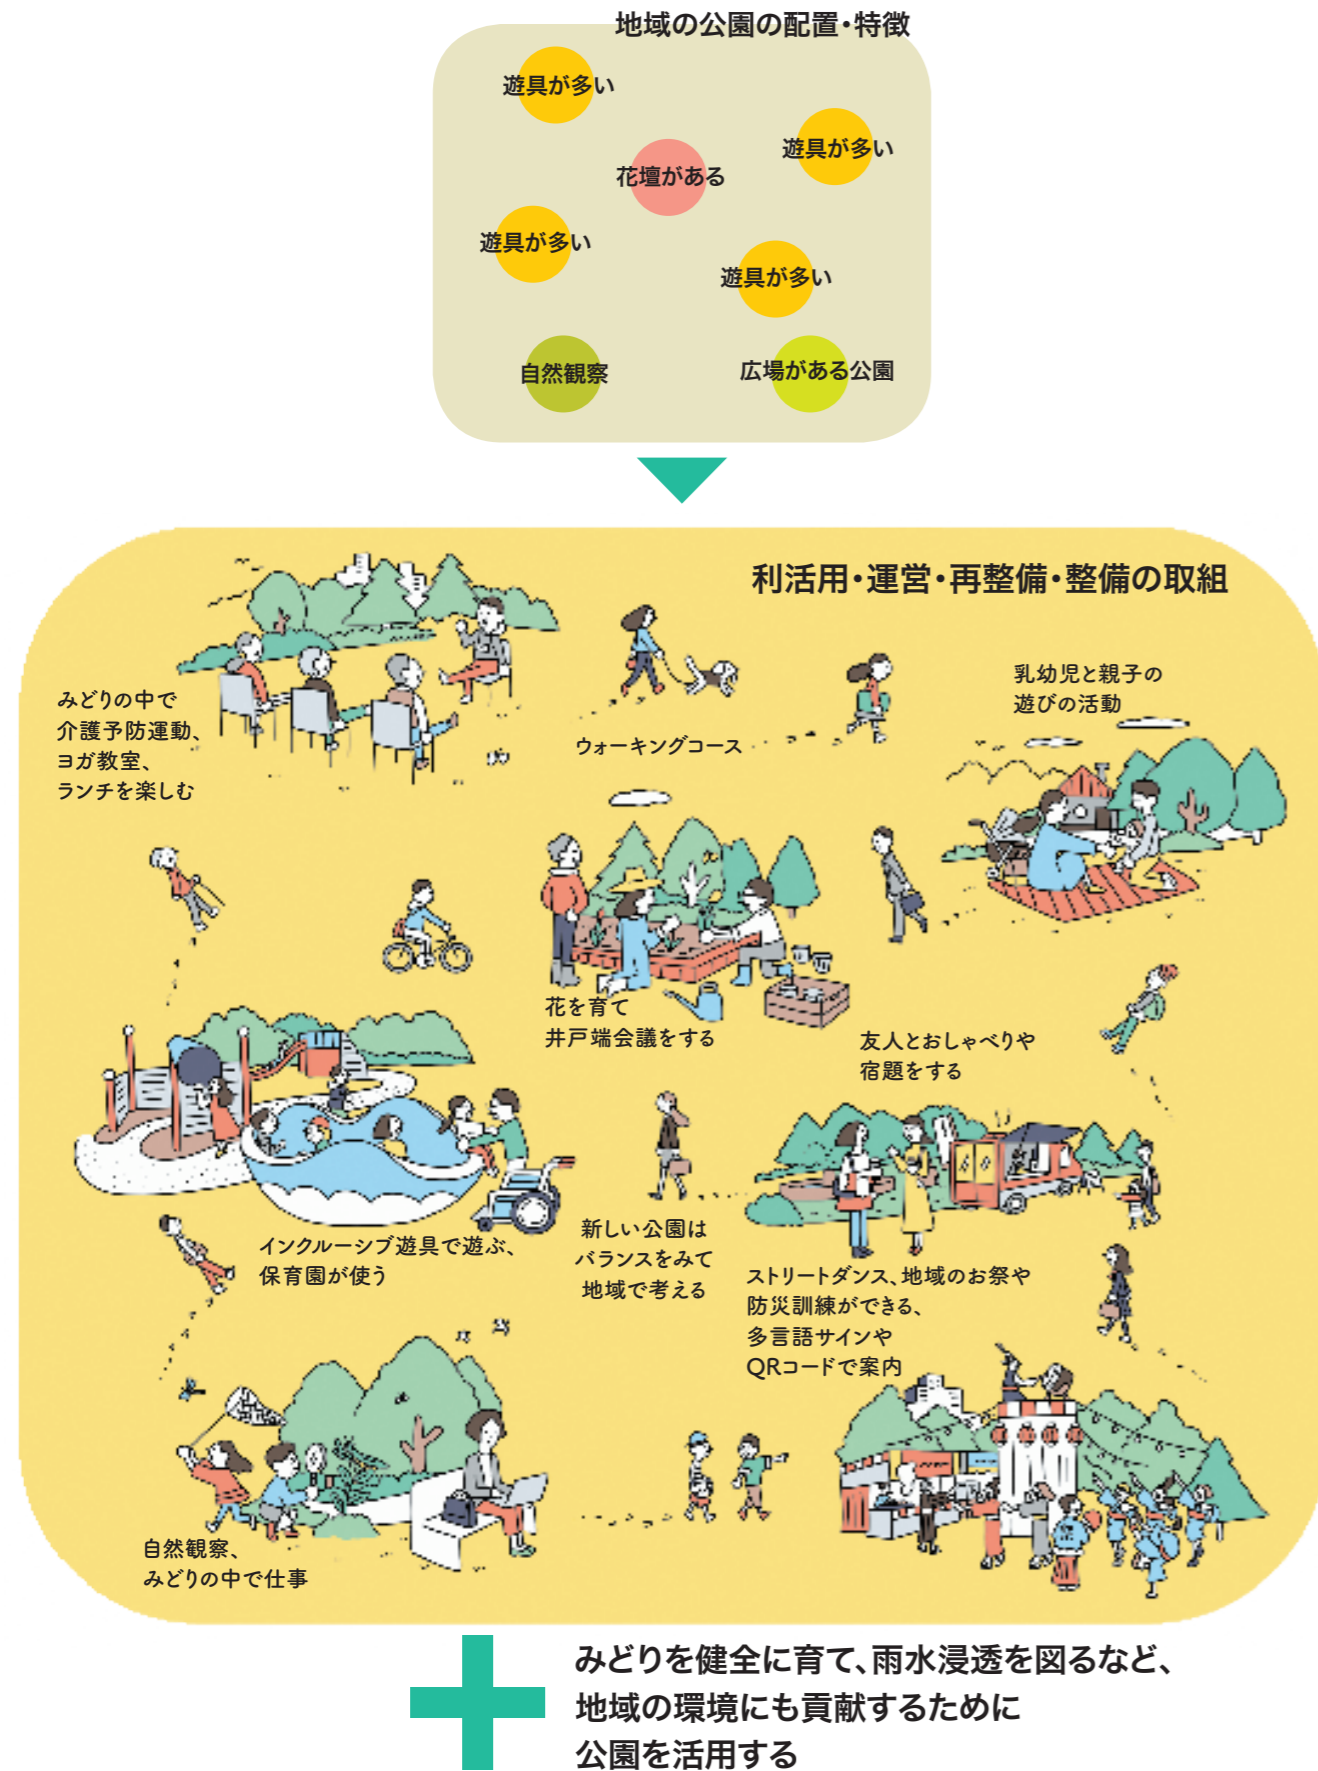 地域の公園の配置・特徴
遊具が多い
遊具が多い
花壇がある
遊具が多い
遊具が多い
自然観察
広場がある公園
利活用・運営・再整備・整備の取組
みどりの中で
介護予防運動、
ヨガ教室、
ランチを楽しむ
ウォーキングコース
乳幼児と親子の
遊びの活動
花を育て
井戸端会議をする
友人とおしゃべりや
宿題をする
インクルーシブ遊具で遊ぶ、
保育園が使う
新しい公園は
バランスをみて
地域で考える
ストリートダンス、地域のお祭や
防災訓練ができる、
多言語サインや
QRコードで案内
自然観察、
みどりの中で仕事
みどりを健全に育て、雨水浸透を図るなど、
地域の環境にも貢献するために
公園を活用する